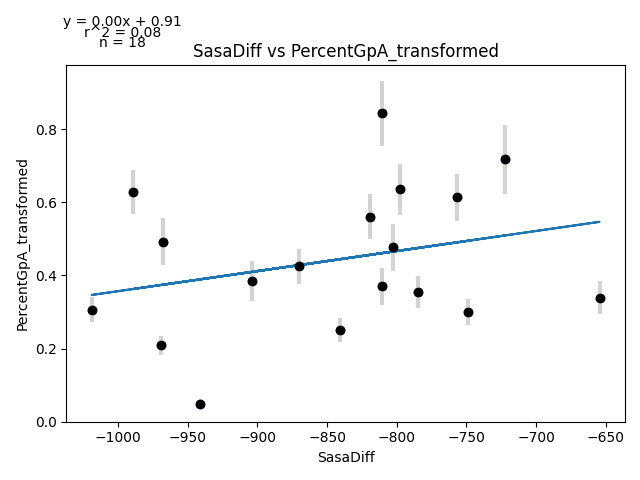 y = 0.00x + 0.91
r^2 = 0.08
n = 18
SasaDiff vs PercentGpA_transformed
PercentGpA_transformed
0.8
0.6
0.4
0.2
0.0
−1000 −950 −900 −850 −800 −750 −700 −650
SasaDiff